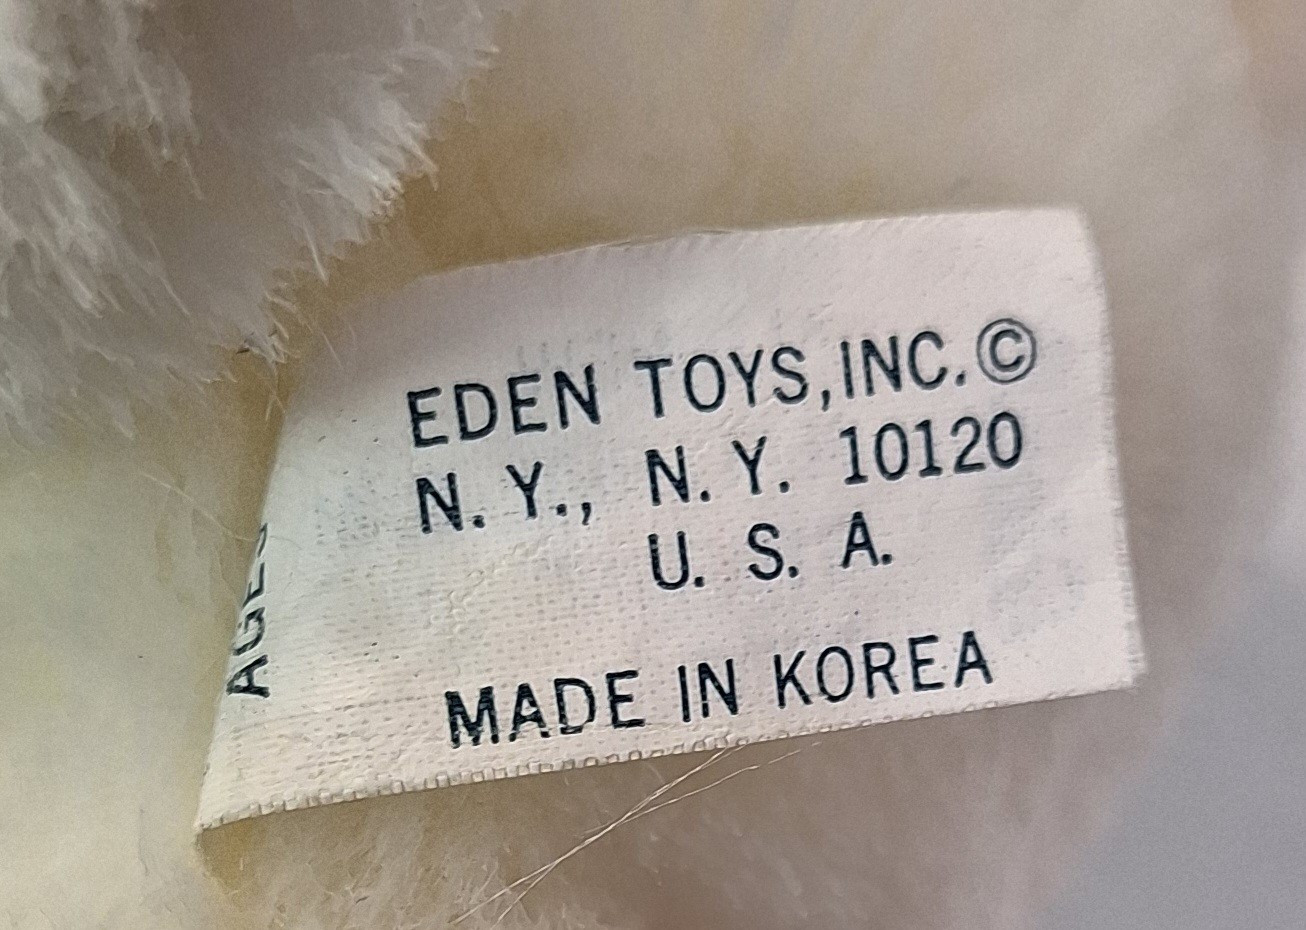 EDEN TOYS, INC. ©
N. Y., N. Y. 10120
U. S. A.
MADE IN KOREA
AGES